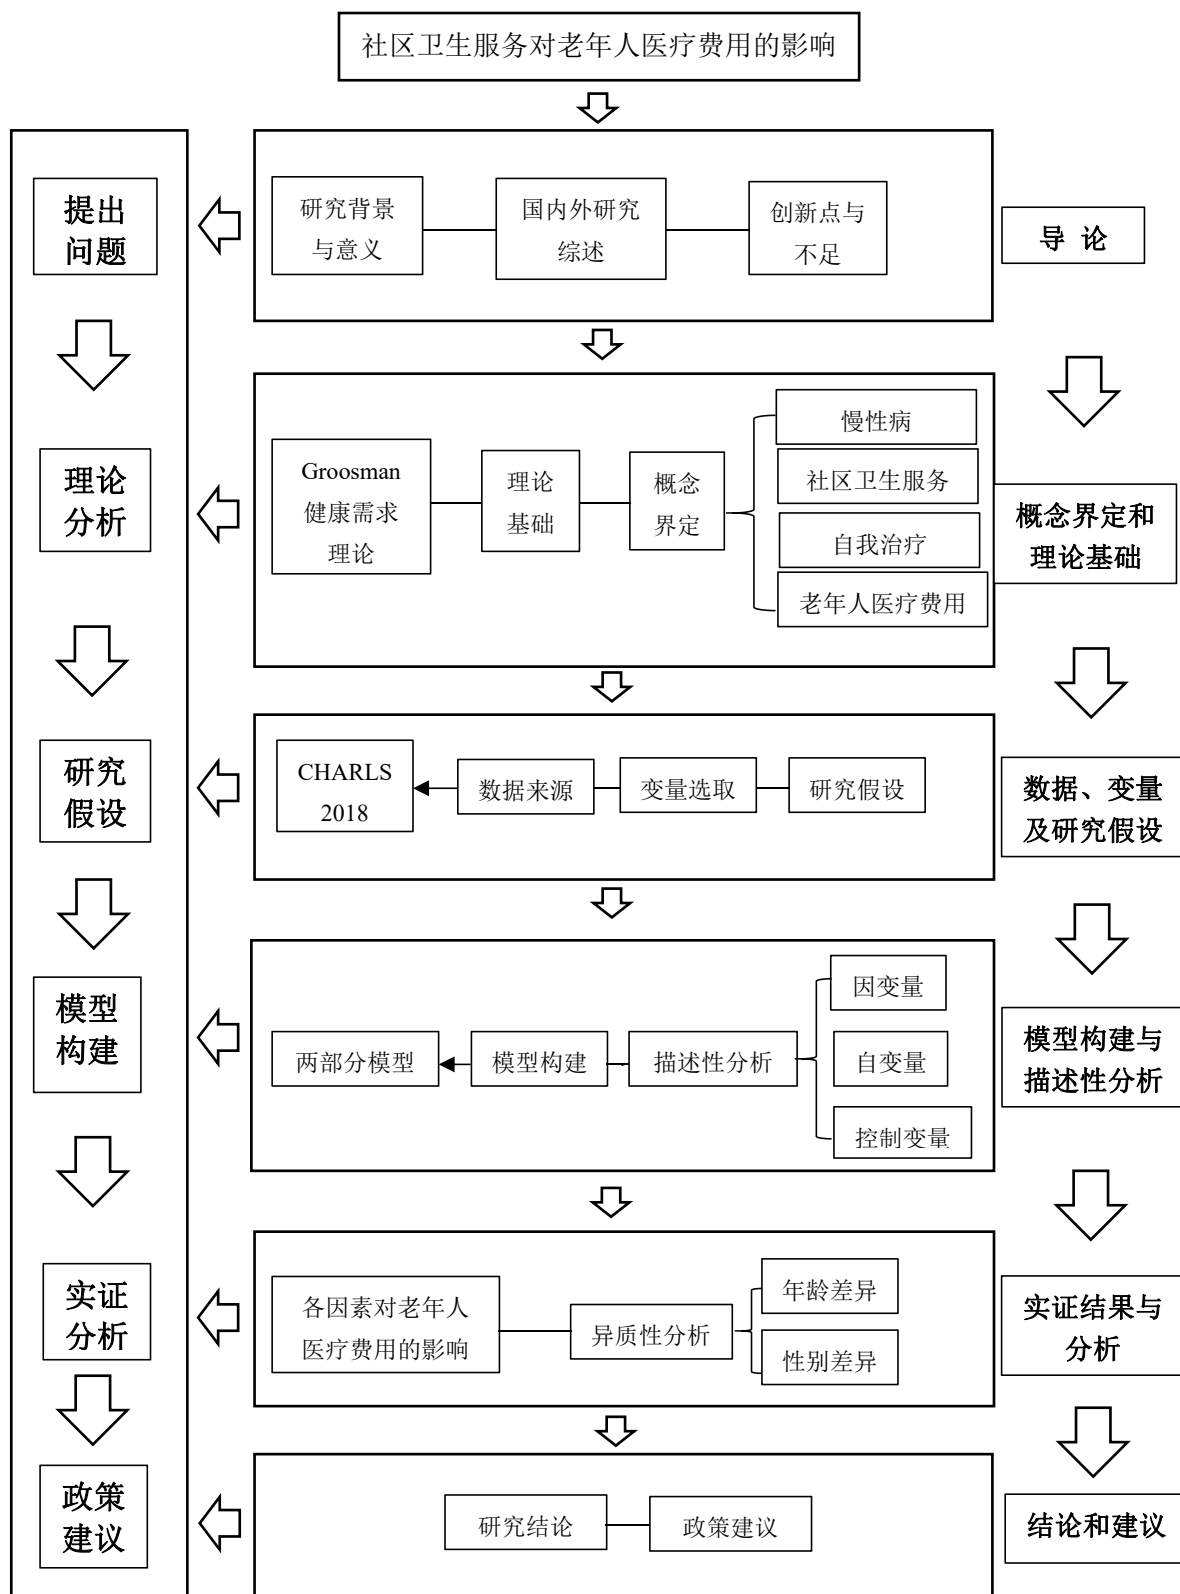 社区卫生服务对老年人医疗费用的影响
提出
问题
研究背景
与意义
国内外研究
综述
创新点与
不足
导 论
理论
分析
Groosman
健康需求
理论
理论
基础
概念
界定
慢性病
社区卫生服务
自我治疗
老年人医疗费用
概念界定和
理论基础
研究
假设
CHARLS
2018
数据来源
变量选取
研究假设
数据、变量
及研究假设
模型
构建
两部分模型
模型构建
描述性分析
因变量
自变量
控制变量
模型构建与
描述性分析
实证
分析
各因素对老年人
医疗费用的影响
异质性分析
年龄差异
性别差异
实证结果与
分析
政策
建议
研究结论
政策建议
结论和建议